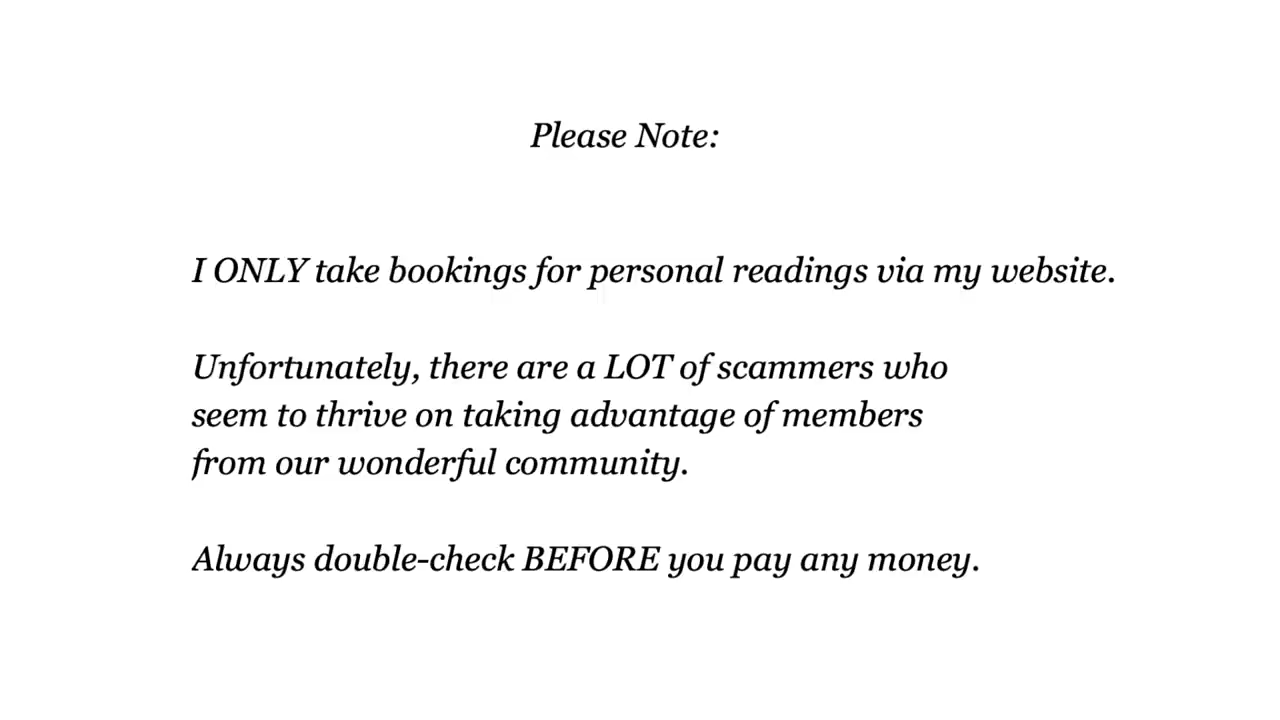 Please Note:
I ONLY take bookings for personal readings via my website.
Unfortunately, there are a LOT of scammers who
seem to thrive on taking advantage of members
from our wonderful community.
Always double-check BEFORE you pay any money.